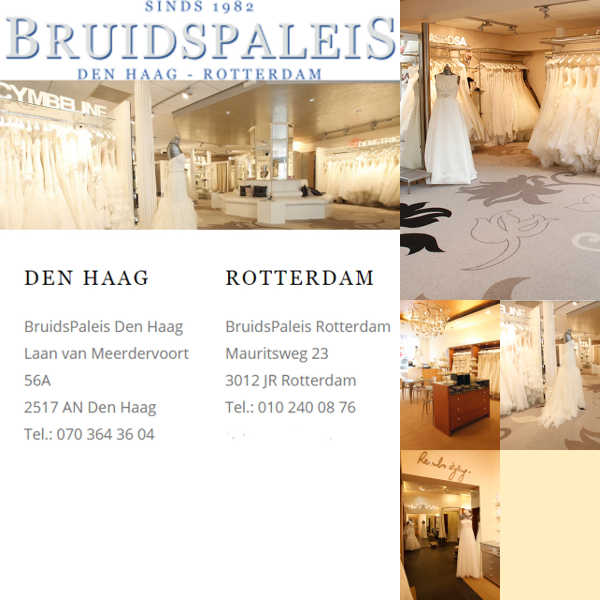 SINDS 1982
BRUIDSPALEIS
DEN HAAG - ROTTERDAM
CYMBELINE
DEN HAAG
BruidsPaleis Den Haag
Laan van Meerdervoort
56A
2517 AN Den Haag
Tel.: 070 364 36 04
ROTTERDAM
BruidsPaleis Rotterdam
Mauritsweg 23
3012 JR Rotterdam
Tel.: 010 240 08 76